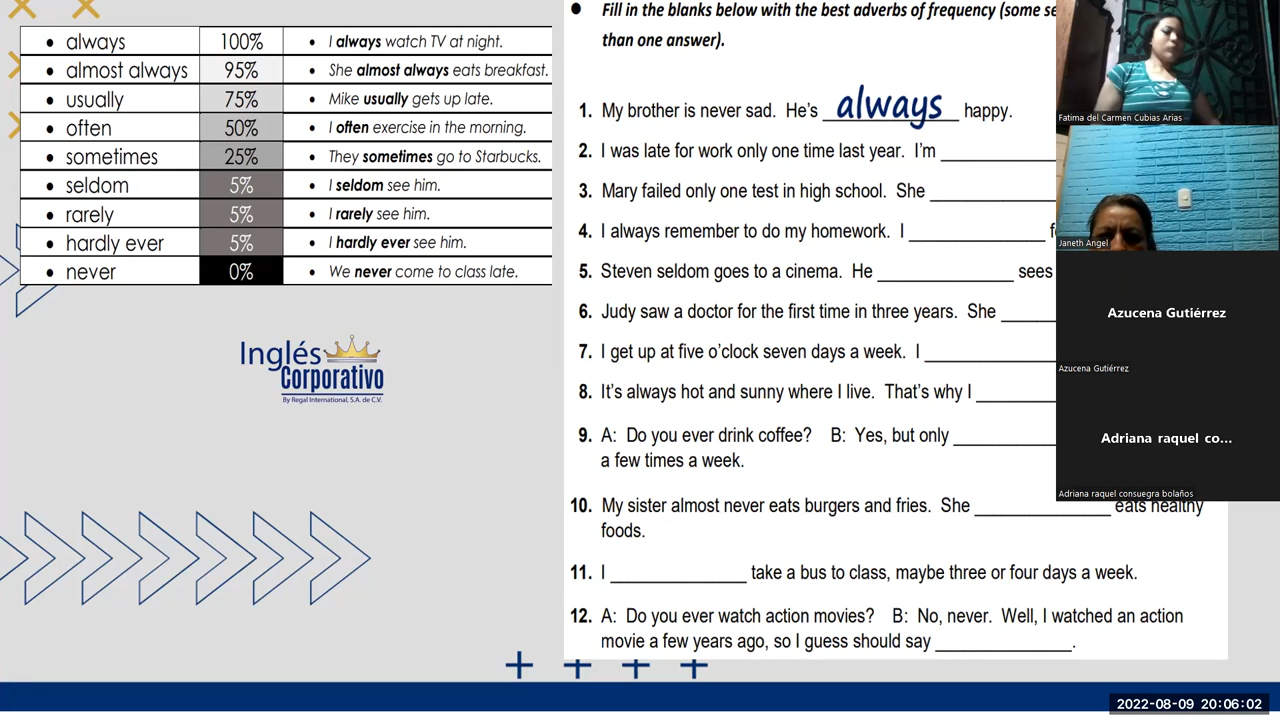 • always 100% • I always watch TV at night.
• almost always 95% • She almost always eats breakfast.
• usually 75% • Mike usually gets up late.
• often 50% • I often exercise in the morning.
• sometimes 25% • They sometimes go to Starbucks.
• seldom 5% • I seldom see him.
• rarely 5% • I rarely see him.
• hardly ever 5% • I hardly ever see him.
• never 0% • We never come to class late.
Inglés
Corporativo
By Regal International, S.A. de C.V.
• Fill in the blanks below with the best adverbs of frequency (some se
than one answer).
1. My brother is never sad. He's always happy.
2. I was late for work only one time last year. I'm ____________
3. Mary failed only one test in high school. She ____________
4. I always remember to do my homework. I ____________ f
5. Steven seldom goes to a cinema. He ____________ sees
6. Judy saw a doctor for the first time in three years. She ______
7. I get up at five o'clock seven days a week. I ____________
8. It's always hot and sunny where I live. That's why I ________
9. A: Do you ever drink coffee? B: Yes, but only __________
a few times a week.
10. My sister almost never eats burgers and fries. She ____________ eats healthy
foods.
11. I ____________ take a bus to class, maybe three or four days a week.
12. A: Do you ever watch action movies? B: No, never. Well, I watched an action
movie a few years ago, so I guess should say ____________.
Fatima del Carmen Cubias Arias
Janeth Angel
Azucena Gutiérrez
Azucena Gutiérrez
Adriana raquel co...
Adriana raquel consuegra bolaños
2022-08-09 20:06:02